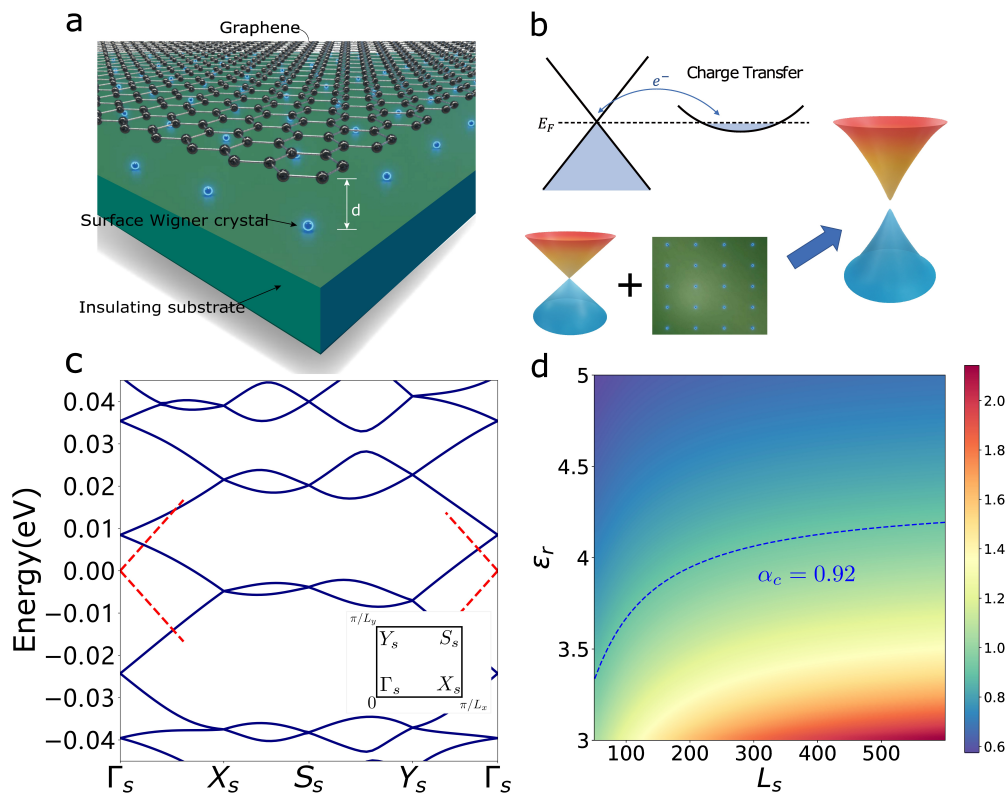 a
Graphene
d
Surface Wigner crystal
Insulating substrate
b
Charge Transfer
e⁻
E_F
+
c
Energy(eV)
0.04
0.03
0.02
0.01
0.00
−0.01
−0.02
−0.03
−0.04
Γ_s X_s S_s Y_s Γ_s
π/L_y
Y_s S_s
Γ_s X_s
0 π/L_x
d
ε_r
5
4.5
4
3.5
3
α_c = 0.92
100 200 300 400 500
L_s
2.0
1.8
1.6
1.4
1.2
1.0
0.8
0.6